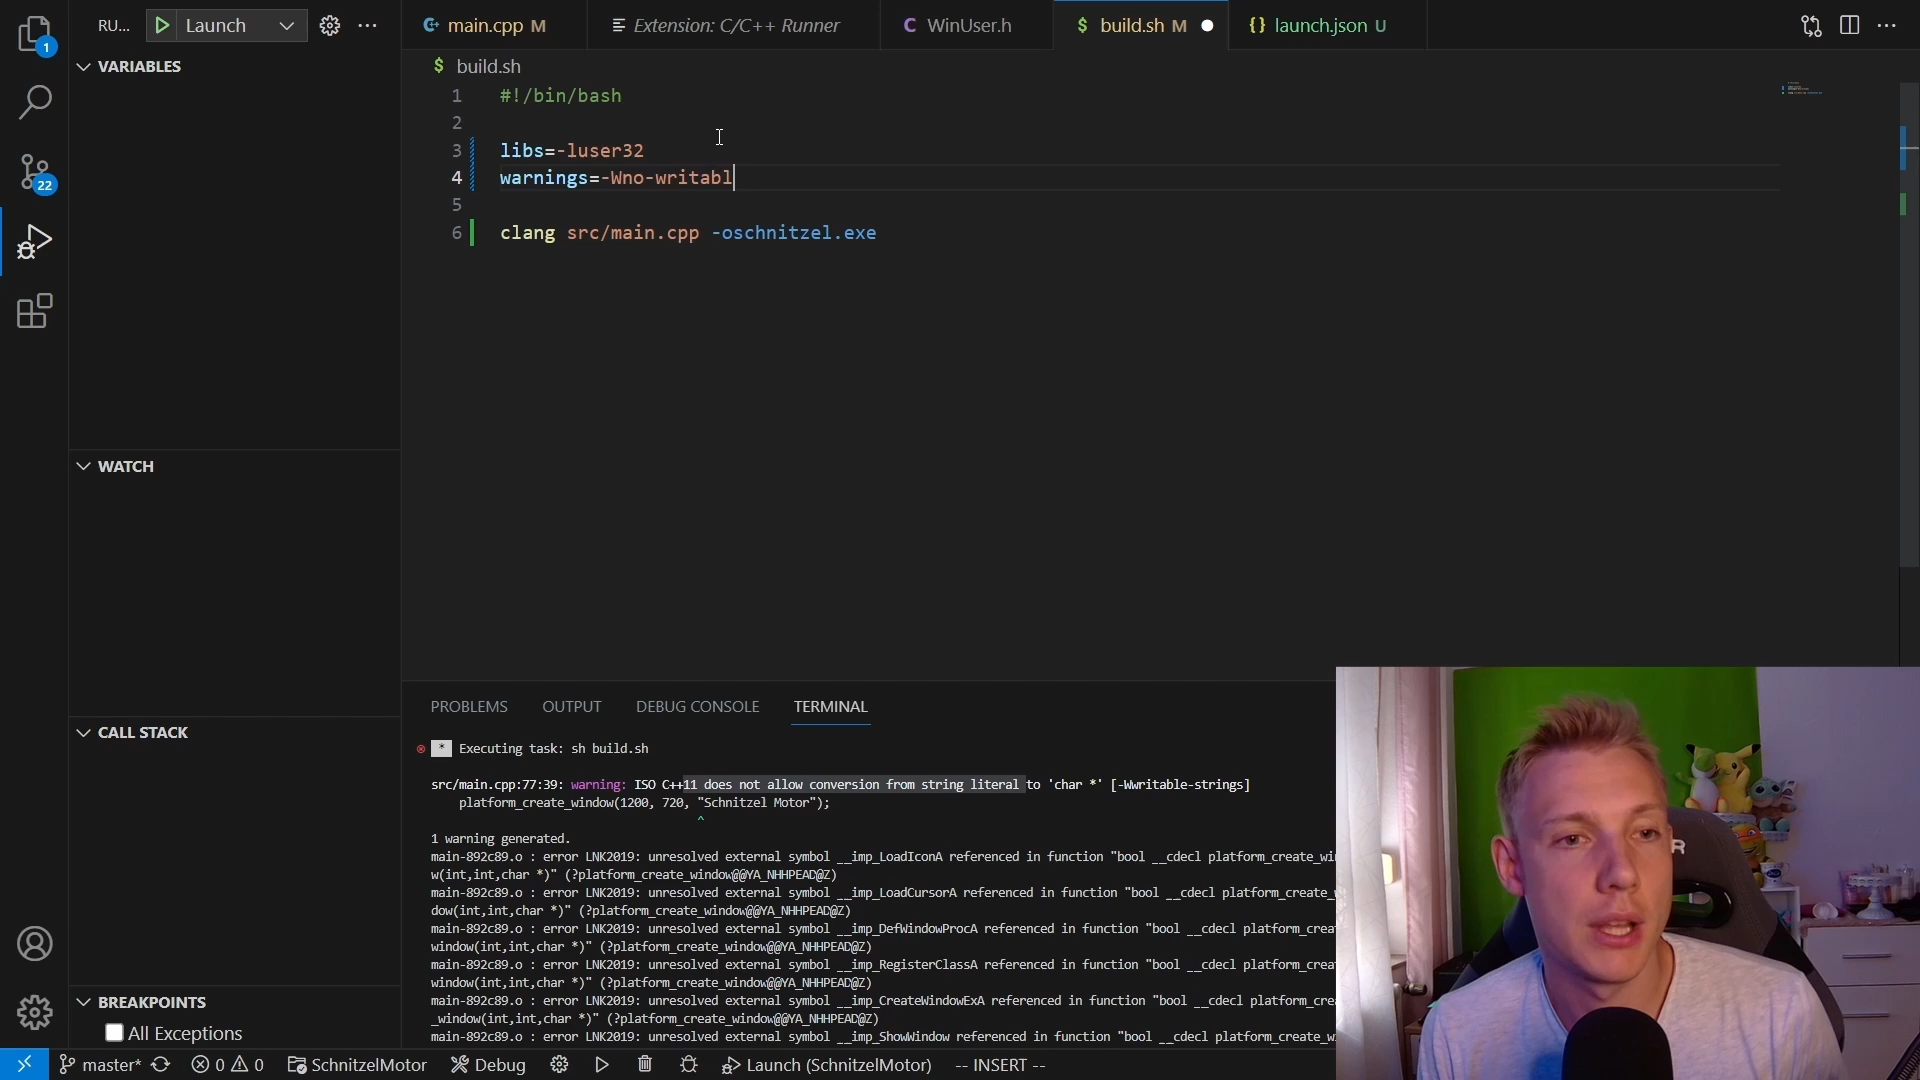 1
RU... Launch
main.cpp M
Extension: C/C++ Runner
C WinUser.h
$ build.sh M
{} launch.json U
VARIABLES
$ build.sh
1 #!/bin/bash
2
3 libs=-luser32
4 warnings=-Wno-writabl
5
6 clang src/main.cpp -oschnitzel.exe
22
WATCH
CALL STACK
BREAKPOINTS
All Exceptions
PROBLEMS OUTPUT DEBUG CONSOLE TERMINAL
* Executing task: sh build.sh
src/main.cpp:77:39: warning: ISO C++11 does not allow conversion from string literal to 'char *' [-Wwritable-strings]
platform_create_window(1200, 720, "Schnitzel Motor");
^
1 warning generated.
main-892c89.o : error LNK2019: unresolved external symbol __imp_LoadIconA referenced in function "bool __cdecl platform_create_wi
w(int,int,char *)" (?platform_create_window@@YA_NHHPEAD@Z)
main-892c89.o : error LNK2019: unresolved external symbol __imp_LoadCursorA referenced in function "bool __cdecl platform_create_
dow(int,int,char *)" (?platform_create_window@@YA_NHHPEAD@Z)
main-892c89.o : error LNK2019: unresolved external symbol __imp_DefWindowProcA referenced in function "bool __cdecl platform_create
window(int,int,char *)" (?platform_create_window@@YA_NHHPEAD@Z)
main-892c89.o : error LNK2019: unresolved external symbol __imp_RegisterClassA referenced in function "bool __cdecl platform_create
window(int,int,char *)" (?platform_create_window@@YA_NHHPEAD@Z)
main-892c89.o : error LNK2019: unresolved external symbol __imp_CreateWindowExA referenced in function "bool __cdecl platform_create
_window(int,int,char *)" (?platform_create_window@@YA_NHHPEAD@Z)
main-892c89.o : error LNK2019: unresolved external symbol __imp_ShowWindow referenced in function "bool __cdecl platform_create_wi
master* 0 0 SchnitzelMotor Debug Launch (SchnitzelMotor) -- INSERT --